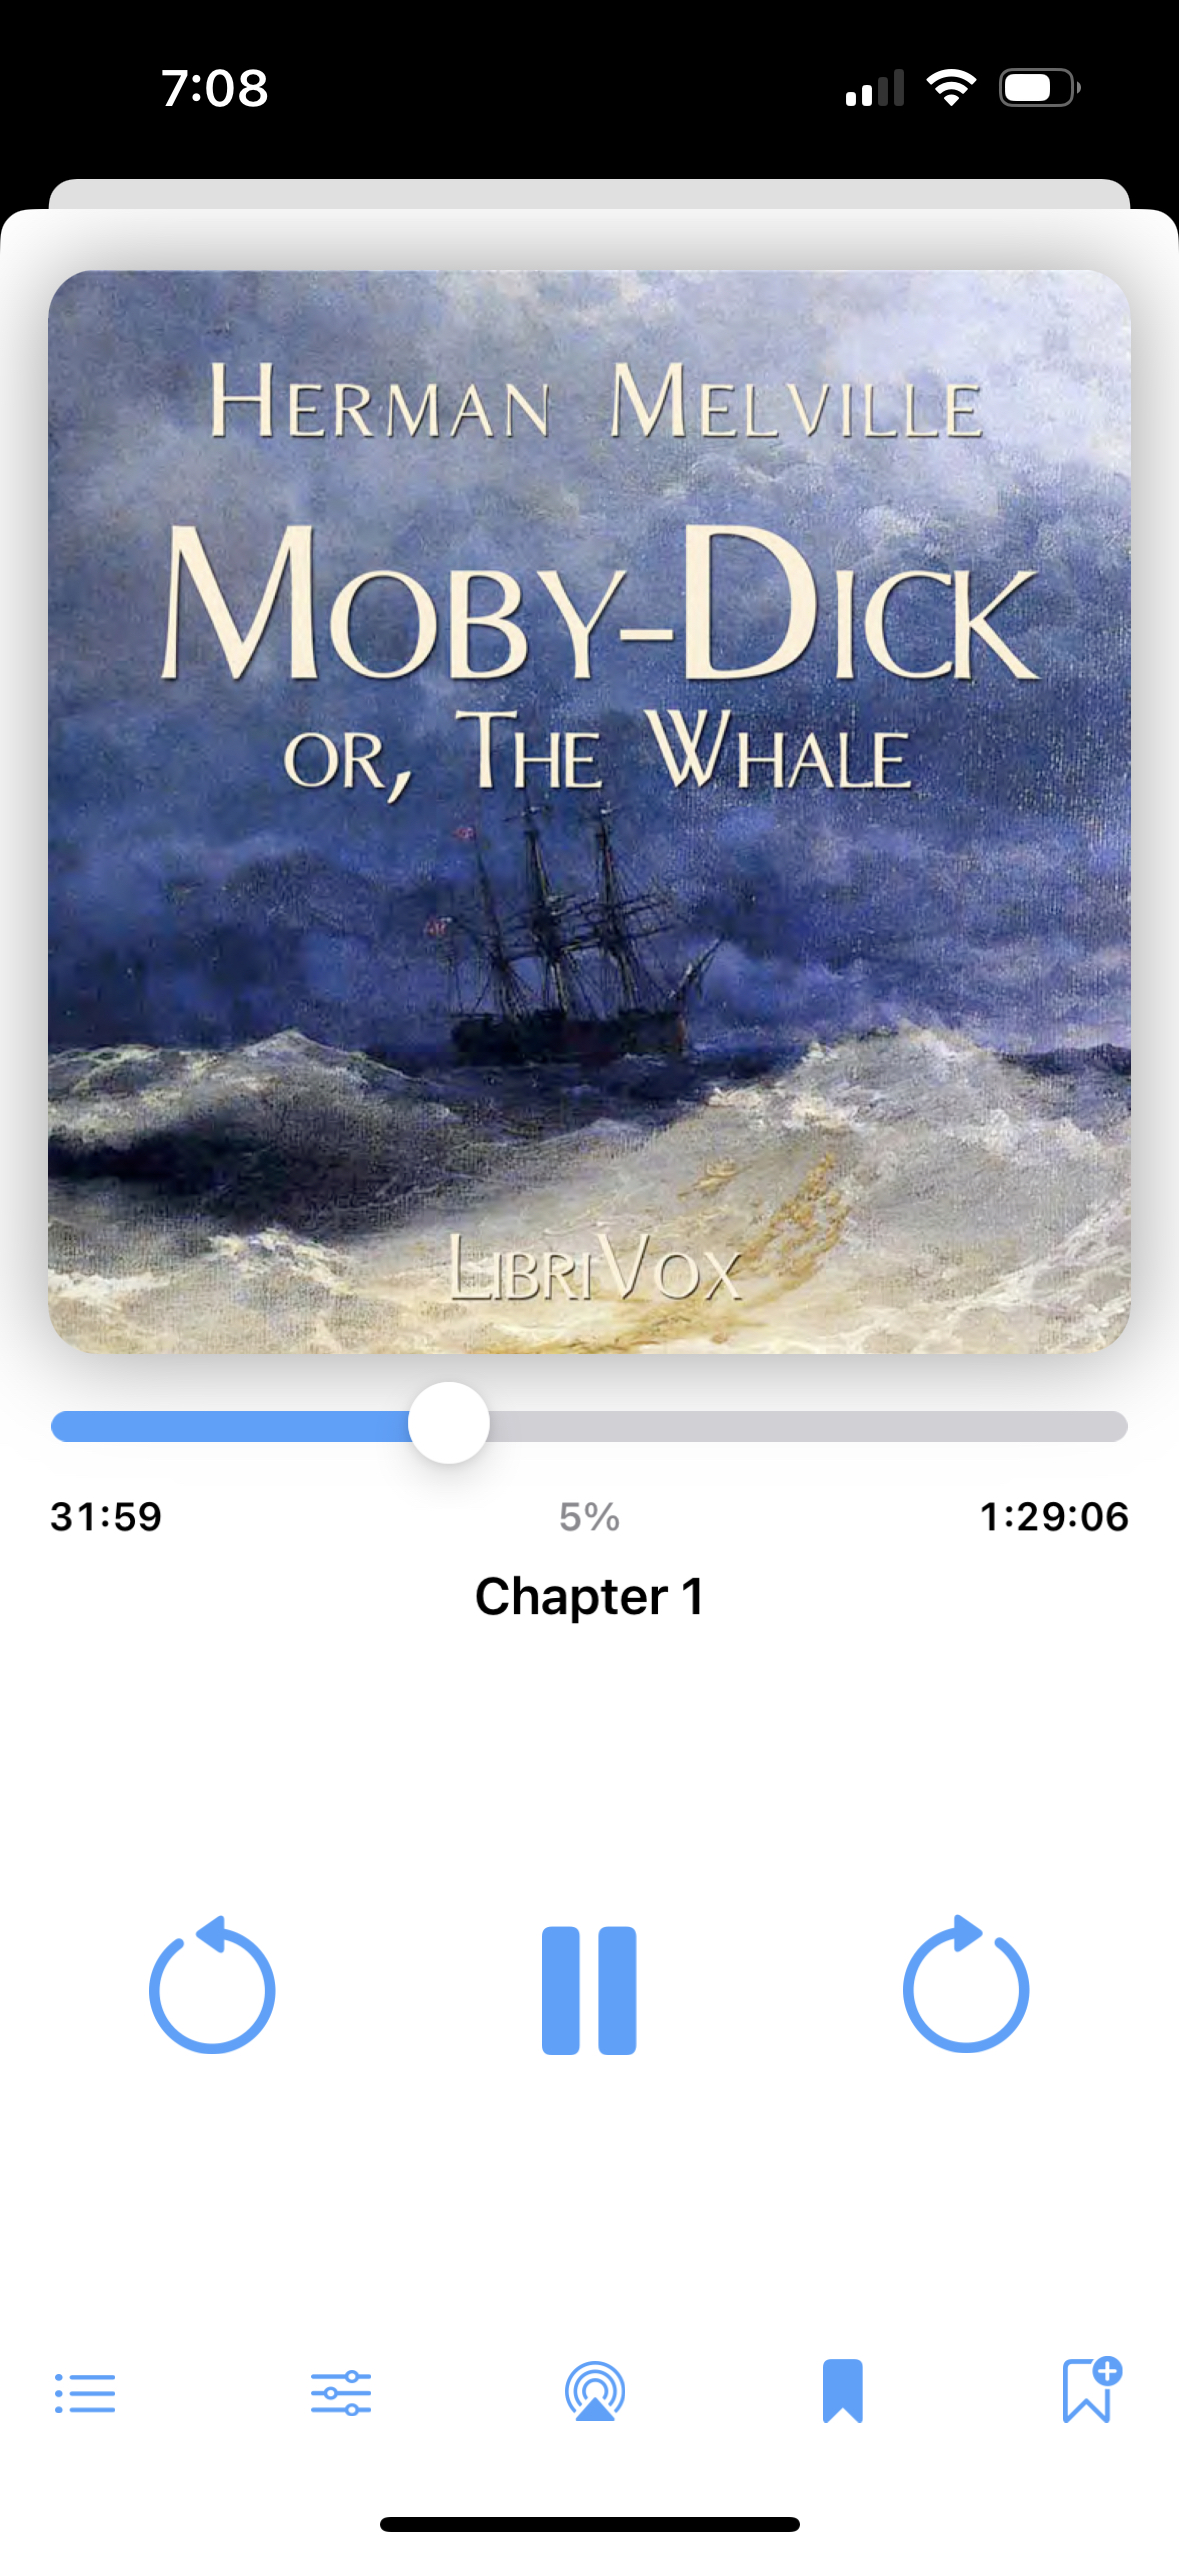 7:08
HERMAN MELVILLE
MOBY-DICK
OR, THE WHALE
LIBRIVOX
31:59 5% 1:29:06
Chapter 1